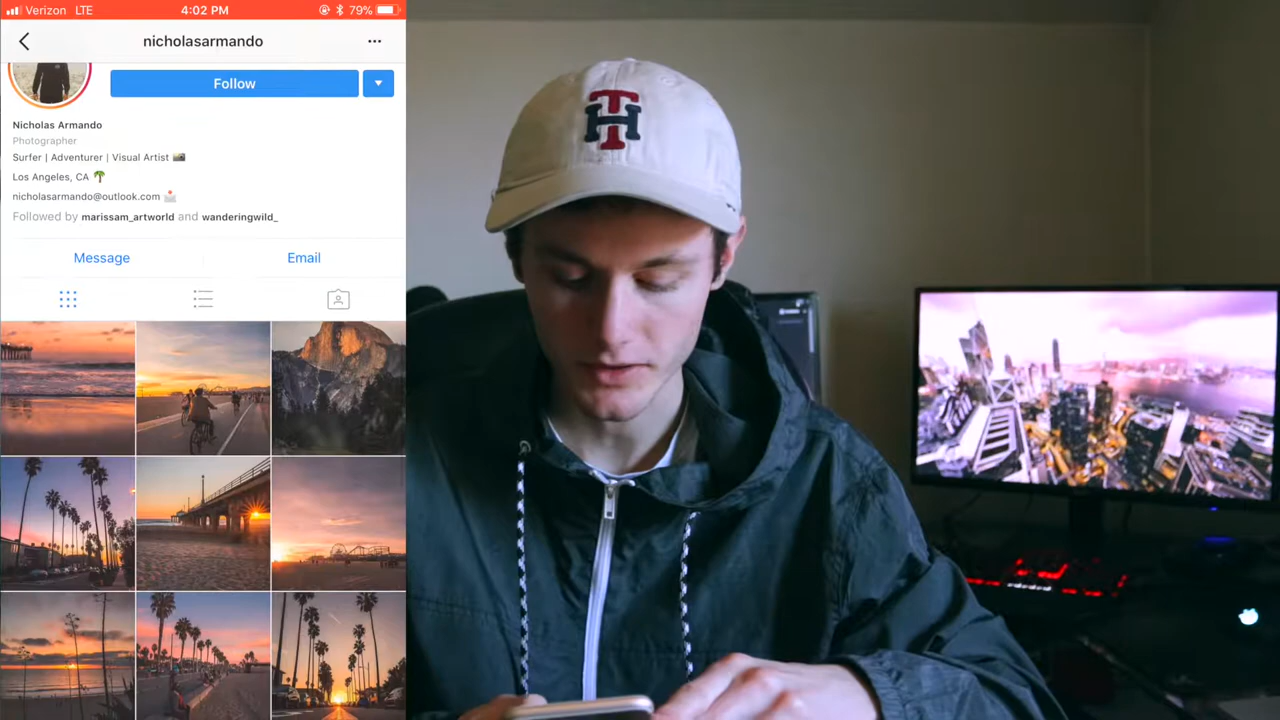 Verizon LTE 4:02 PM 79%
nicholasarmando
Follow
Nicholas Armando
Photographer
Surfer | Adventurer | Visual Artist 📸
Los Angeles, CA 🌴
nicholasarmando@outlook.com 📩
Followed by marissam_artworld and wanderingwild_
Message Email
TH